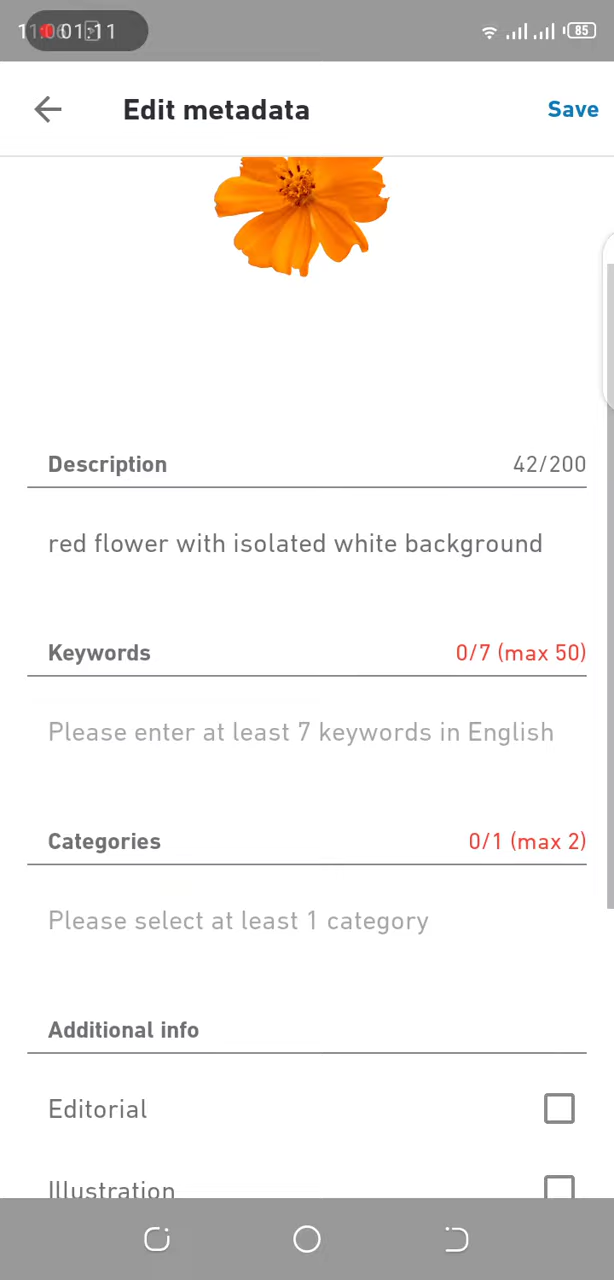 Edit metadata
Save
Description
42/200
red flower with isolated white background
Keywords
0/7 (max 50)
Please enter at least 7 keywords in English
Categories
0/1 (max 2)
Please select at least 1 category
Additional info
Editorial
Illustration
85